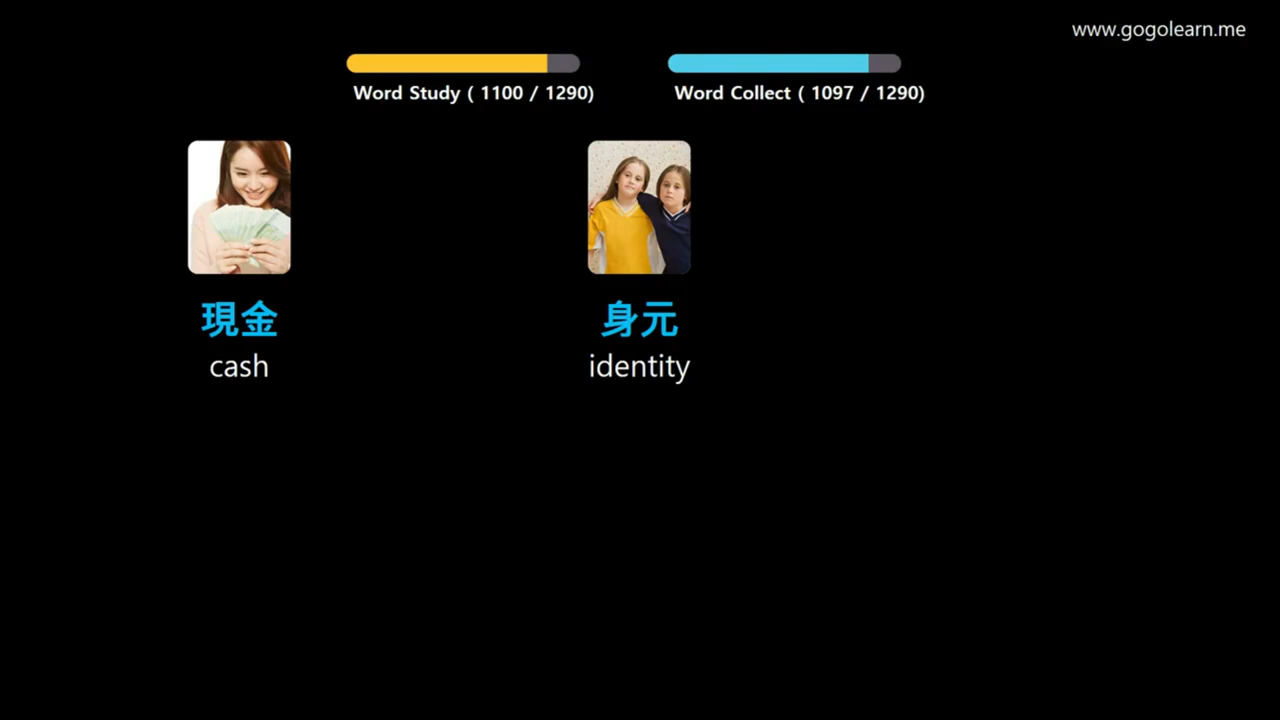 www.gogolearn.me
Word Study ( 1100 / 1290)
Word Collect ( 1097 / 1290)
現金
cash
身元
identity